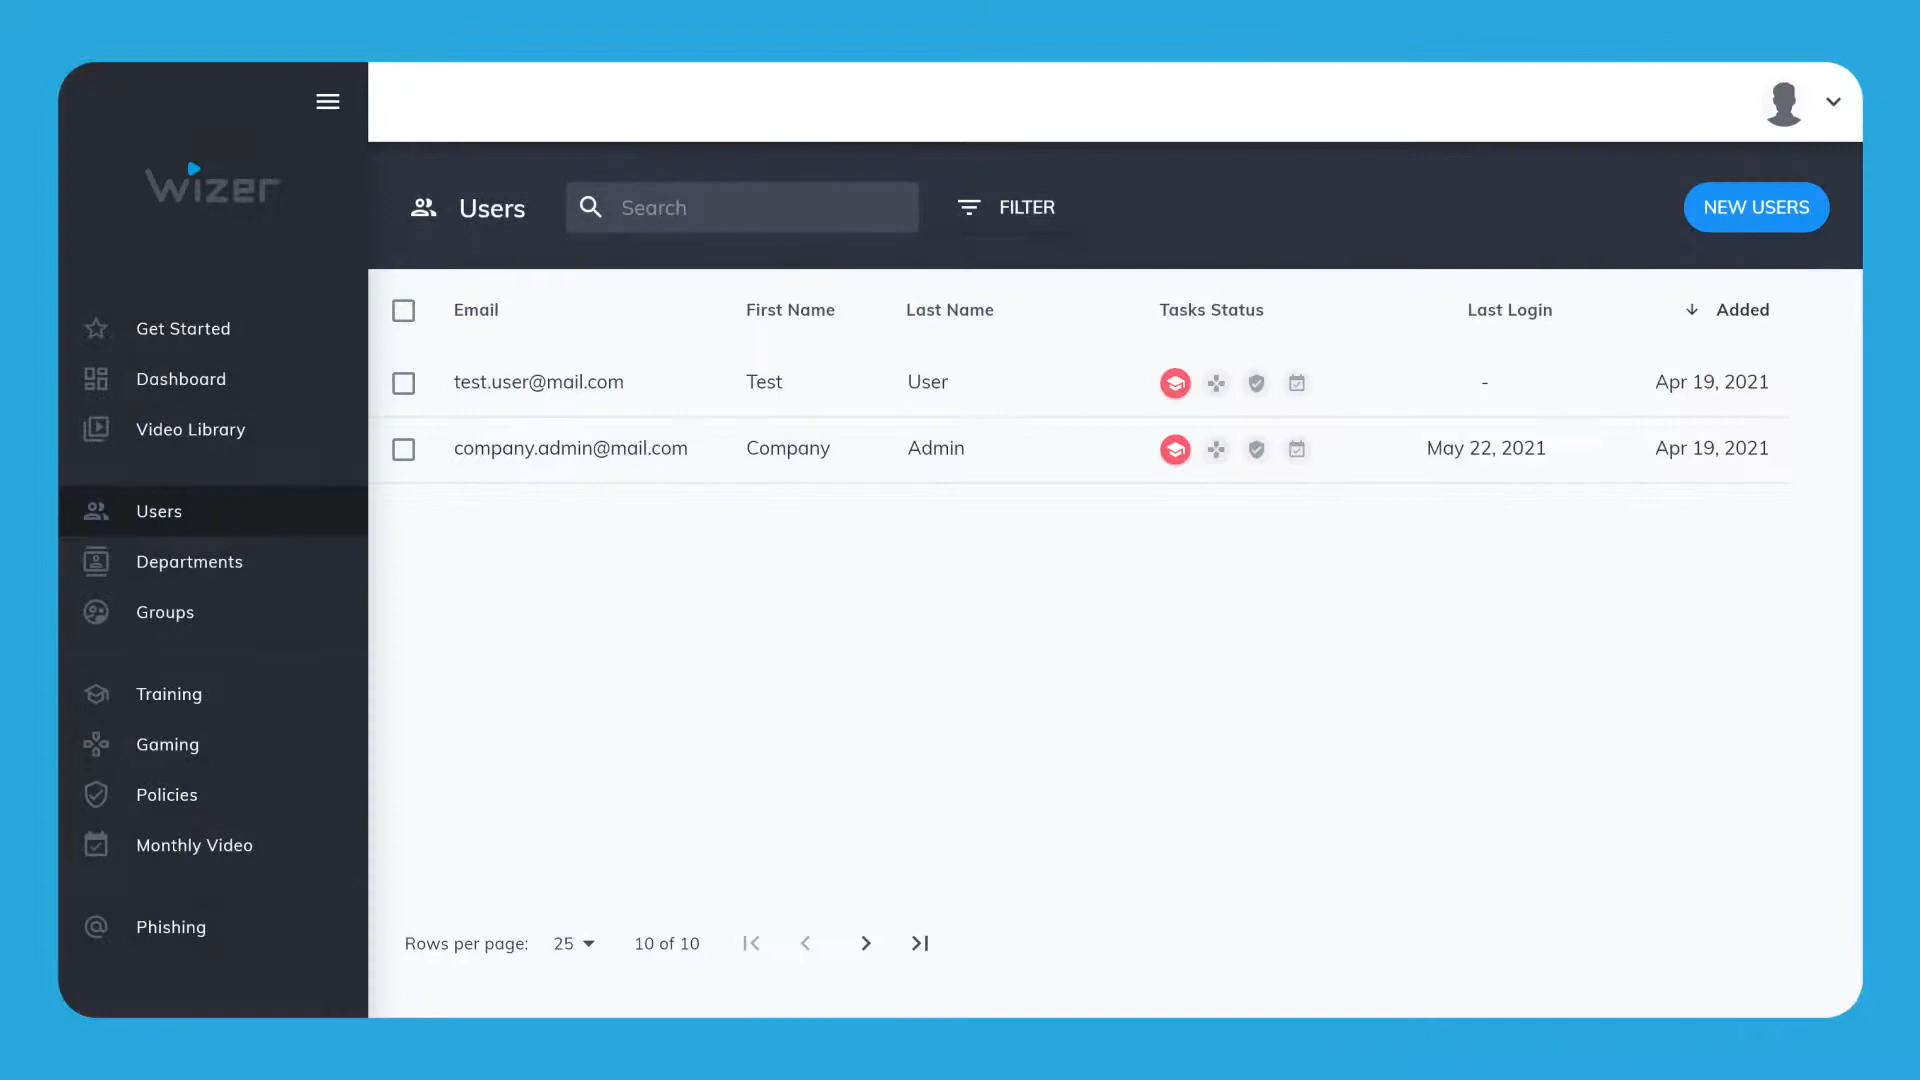 wizer
Get Started
Dashboard
Video Library
Users
Departments
Groups
Training
Gaming
Policies
Monthly Video
Phishing
Users Search FILTER NEW USERS
Email First Name Last Name Tasks Status Last Login Added
test.user@mail.com Test User - Apr 19, 2021
company.admin@mail.com Company Admin May 22, 2021 Apr 19, 2021
Rows per page: 25 10 of 10